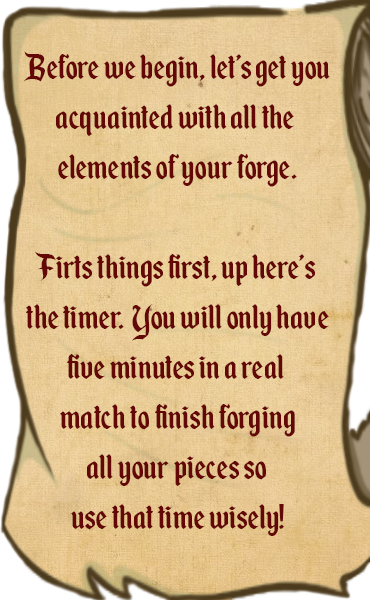 Before we begin, let's get you
acquainted with all the
elements of your forge.
Firts things first, up here's
the timer. You will only have
five minutes in a real
match to finish forging
all your pieces so
use that time wisely!